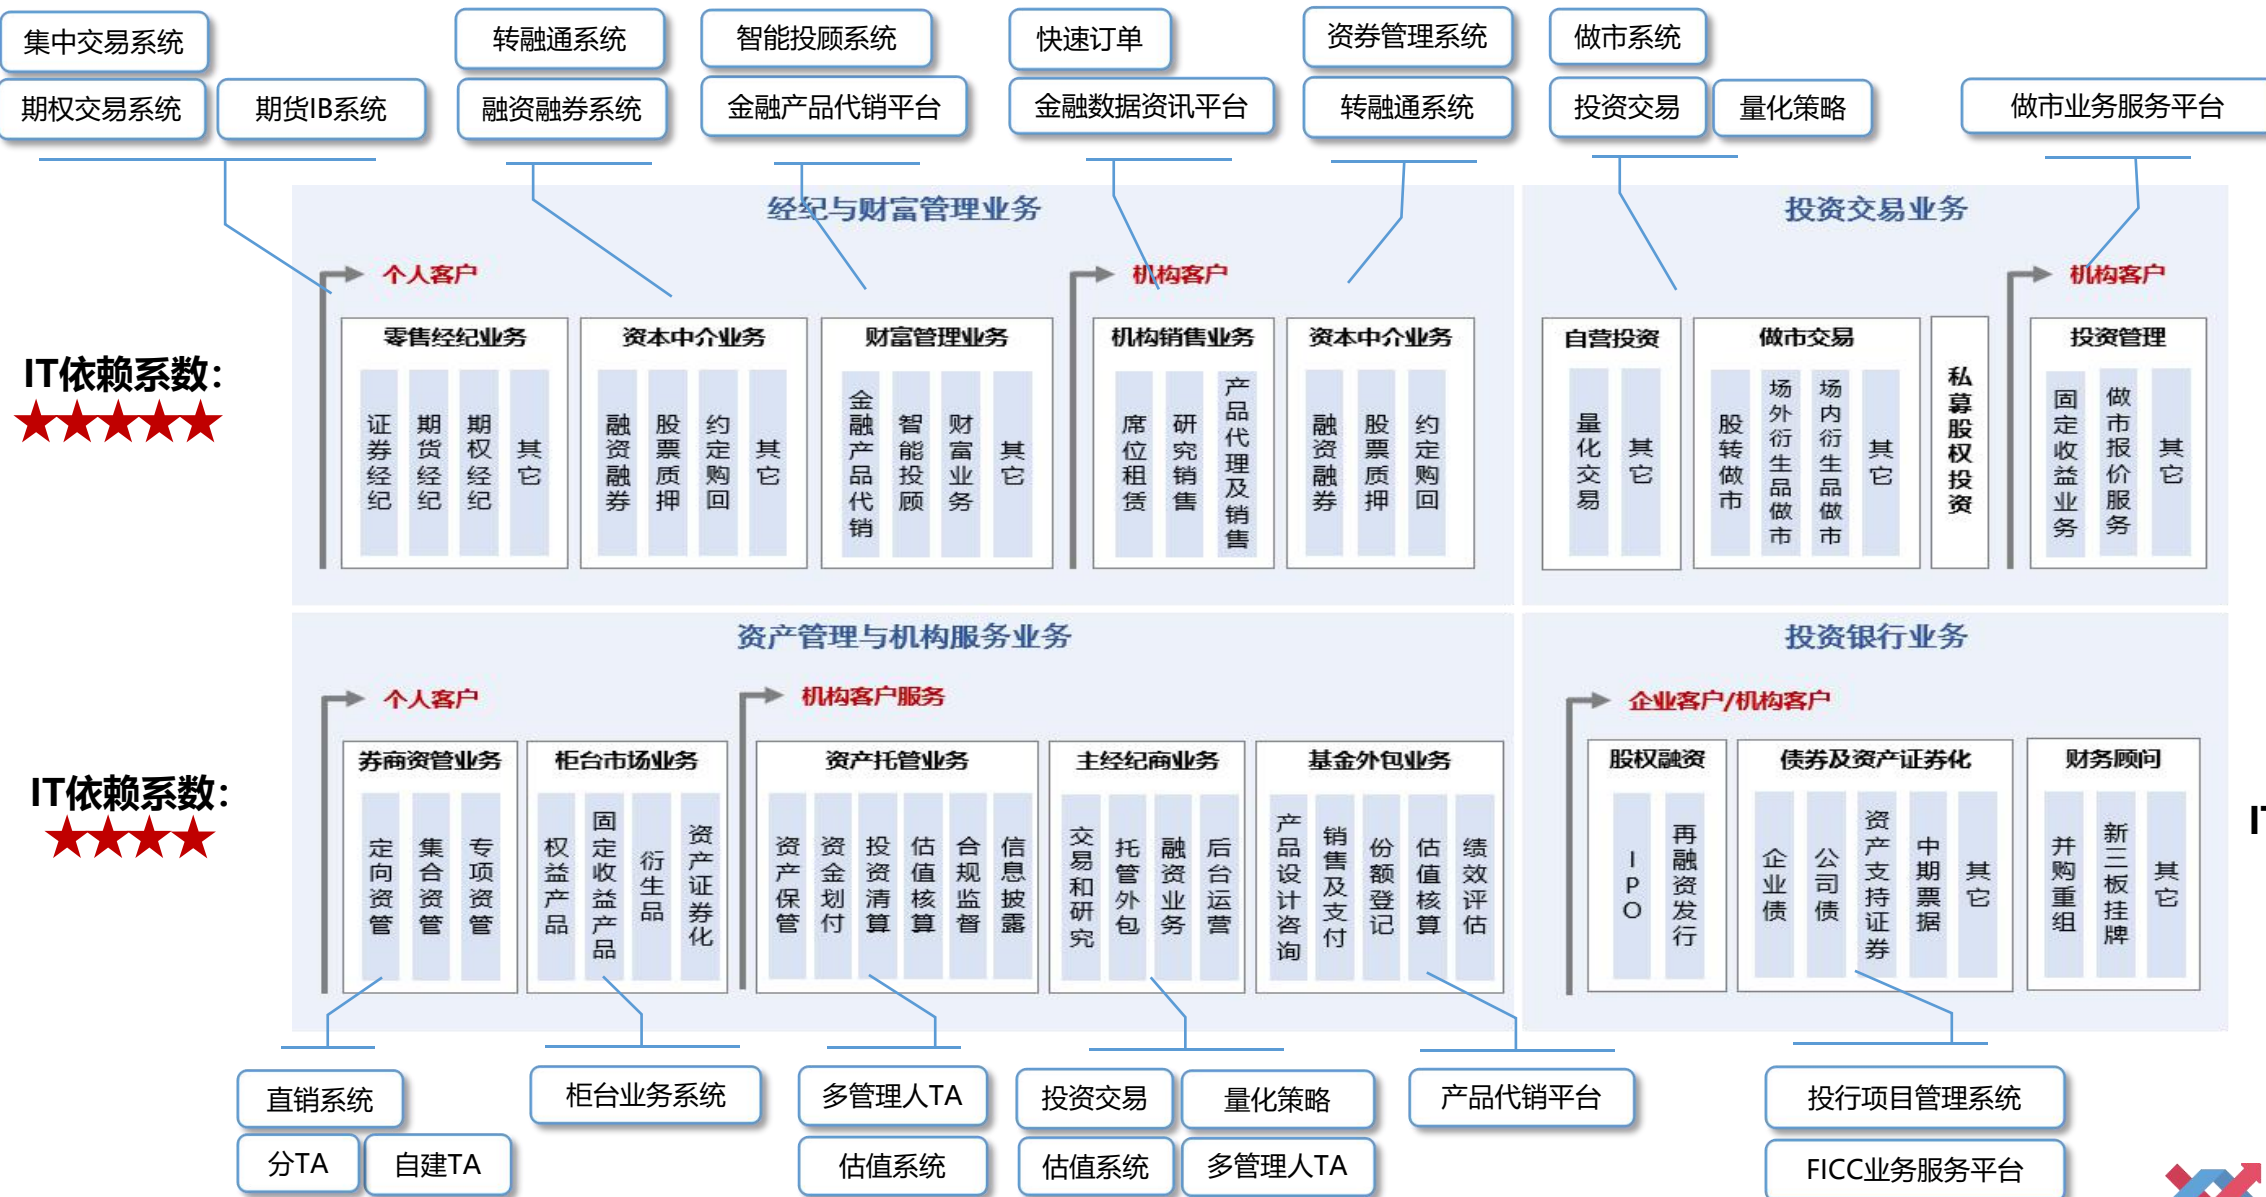 集中交易系统
转融通系统
智能投顾系统
快速订单
资券管理系统
做市系统
期权交易系统
期货IB系统
融资融券系统
金融产品代销平台
金融数据资讯平台
转融通系统
投资交易
量化策略
做市业务服务平台
经纪与财富管理业务
投资交易业务
个人客户
机构客户
机构客户
IT依赖系数：
★★★★★
零售经纪业务
证券经纪
期货经纪
期权经纪
其它
资本中介业务
融资融券
股票质押
约定购回
其它
财富管理业务
金融产品代销
智能投顾
财富业务
其它
机构销售业务
席位租赁
研究销售
产品代理及销售
资本中介业务
融资融券
股票质押
约定购回
自营投资
量化交易
其它
做市交易
股转做市
场外衍生品做市
场内衍生品做市
其它
私募股权投资
投资管理
固定收益业务
做市报价服务
其它
资产管理与机构服务业务
投资银行业务
个人客户
机构客户服务
企业客户/机构客户
IT依赖系数：
★★★★
券商资管业务
定向资管
集合资管
专项资管
柜台市场业务
权益产品
固定收益产品
衍生品
资产证券化
资产托管业务
资产保管
资金划付
投资清算
估值核算
合规监督
信息披露
主经纪商业务
交易和研究
托管外包
融资业务
后台运营
基金外包业务
产品设计咨询
销售及支付
份额登记
估值核算
绩效评估
股权融资
IPO
再融资发行
债券及资产证券化
企业债
公司债
资产支持证券
中期票据
其它
财务顾问
并购重组
新三板挂牌
其它
直销系统
柜台业务系统
多管理人TA
投资交易
量化策略
产品代销平台
投行项目管理系统
分TA
自建TA
估值系统
估值系统
多管理人TA
FICC业务服务平台